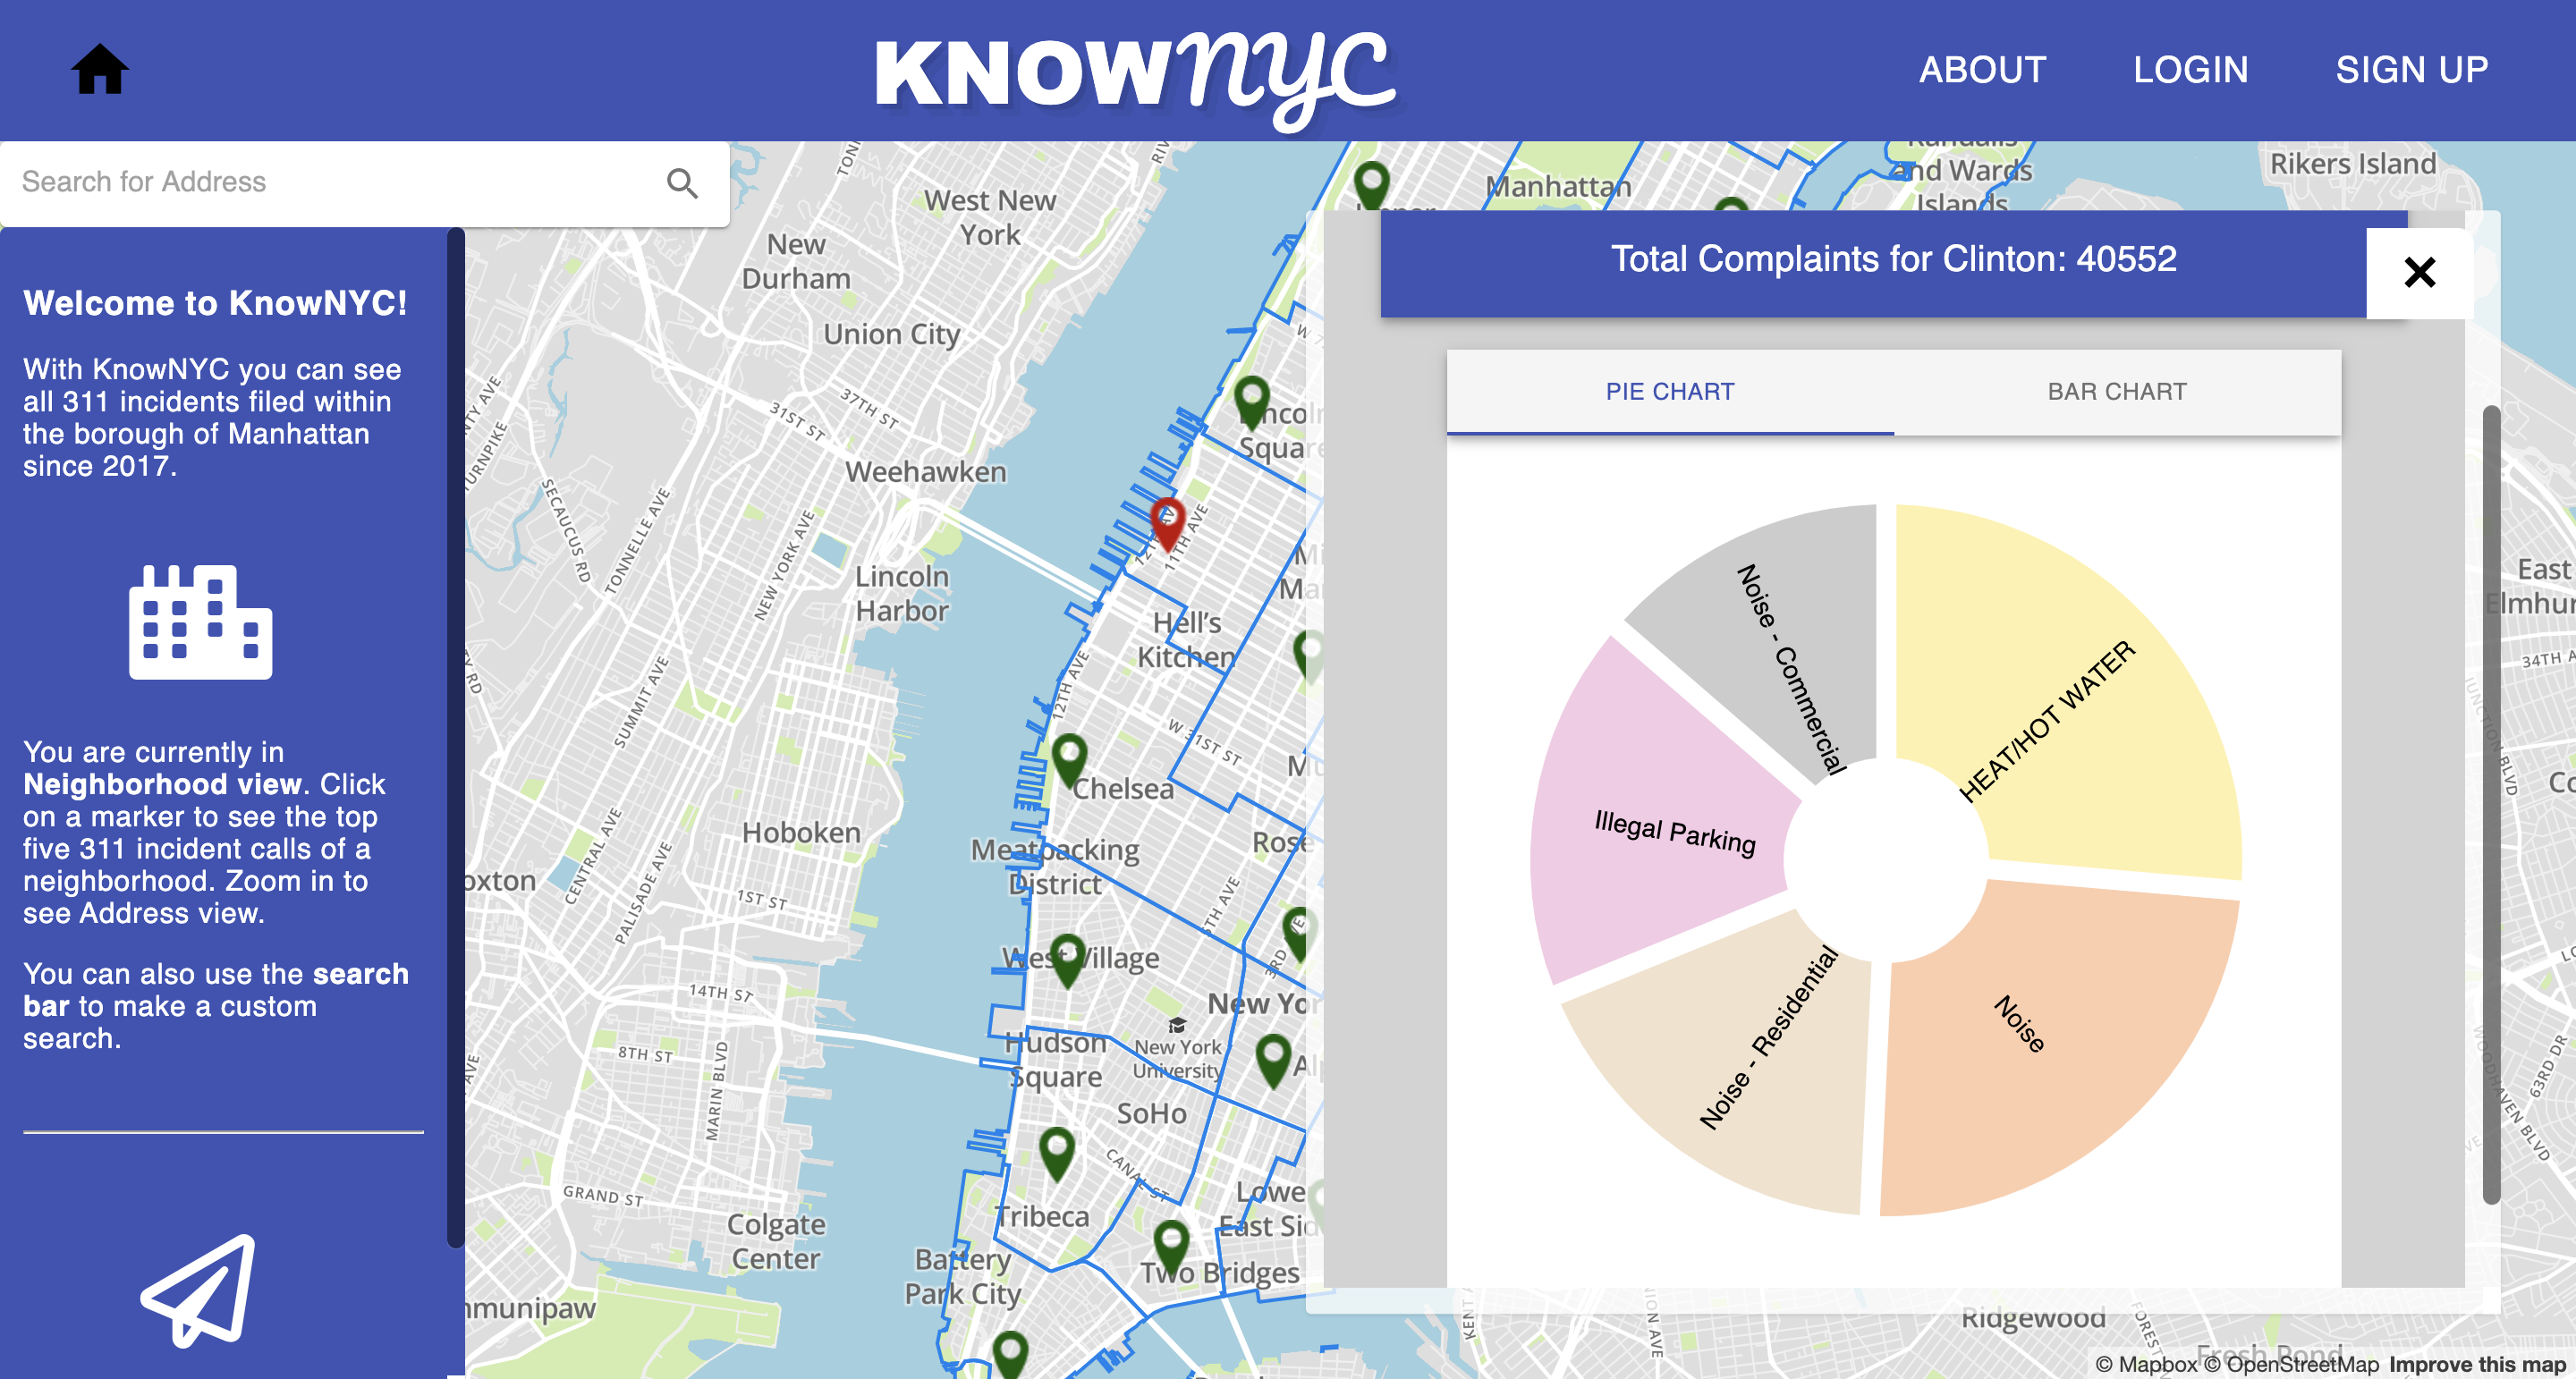 KNOWNYC
ABOUT
LOGIN
SIGN UP
Search for Address
Welcome to KnowNYC!
With KnowNYC you can see
all 311 incidents filed within
the borough of Manhattan
since 2017.
You are currently in
Neighborhood view. Click
on a marker to see the top
five 311 incident calls of a
neighborhood. Zoom in to
see Address view.
You can also use the search
bar to make a custom
search.
Total Complaints for Clinton: 40552
PIE CHART
BAR CHART
HEAT/HOT WATER
Noise
Noise - Residential
Illegal Parking
Noise - Commercial
West New
York
New
Durham
Union City
37TH ST
31ST ST
Weehawken
SECAUCUS RD
TONNELLE AVE
NEW YORK AVE
Lincoln
Harbor
SUMMIT AVE
Hoboken
CENTRAL AVE
PALISADE AVE
1ST ST
14TH ST
8TH ST
MARIN BLVD
GRAND ST
Colgate
Center
Manhattan
and Wards
Islands
Rikers Island
11TH AVE
Hell's
Kitchen
12TH AVE
W 31ST ST
Chelsea
Meatpacking
District
5TH AVE
West Village
3RD
Hudson
Square
New York
University
SoHo
CANAL ST
Tribeca
Battery
Park City
Two Bridges
East
34TH
63RD DR
Ridgewood
Fresh Pond
© Mapbox © OpenStreetMap Improve this map